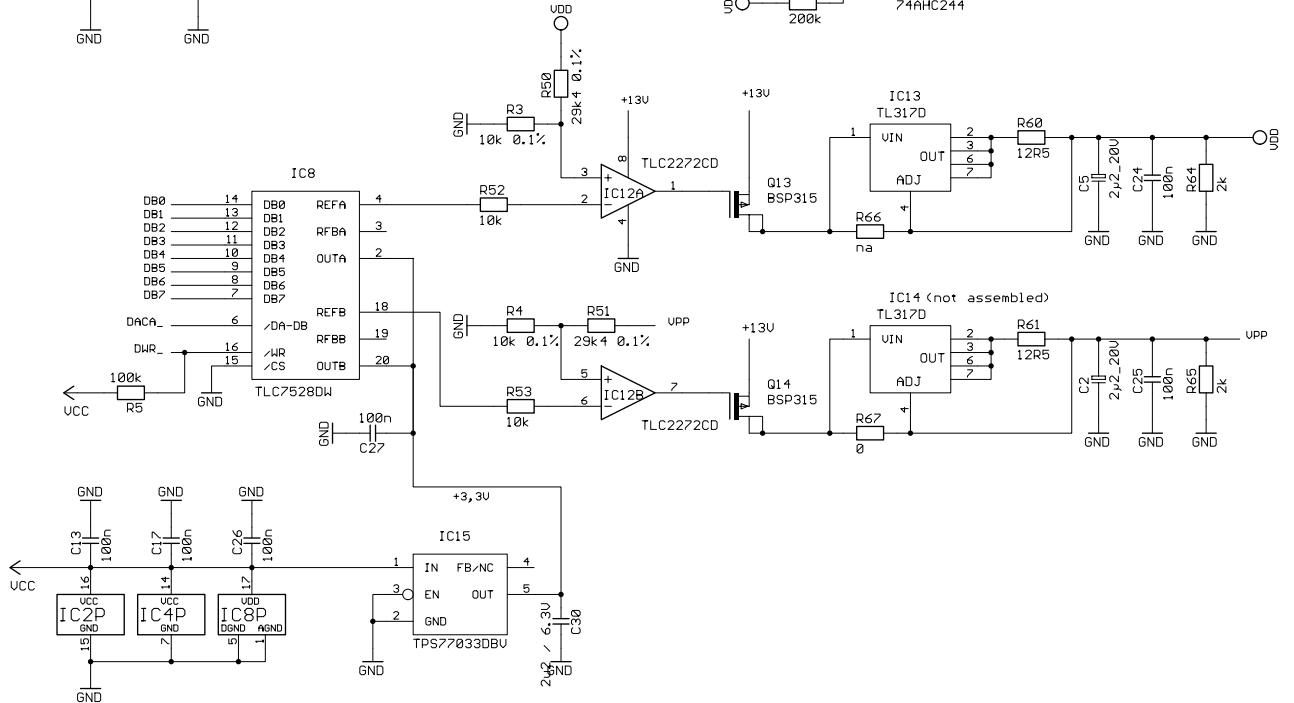 VDD
VDD
200k
74AHC244
GND
GND
R50
29k4 0.1%
+13V
+13V
IC13
TL317D
R3
GND
10k 0.1%
1
VIN
2
3
6
7
OUT
ADJ
4
R60
12R5
VDD
C5
2µ2_20V
C24
100n
R64
2k
GND
GND
GND
8
TLC2272CD
3
+
IC12A
1
2
−
4
GND
Q13
BSP315
R66
na
R52
10k
IC8
DB0
DB1
DB2
DB3
DB4
DB5
DB6
DB7
14
13
12
11
10
9
8
7
DB0
DB1
DB2
DB3
DB4
DB5
DB6
DB7
REFA
4
RFBA
3
OUTA
2
REFB
18
RFBB
19
OUTB
20
DACA_
6
/DA-DB
DWR_
16
/WR
15
/CS
TLC7528DW
GND
100k
R5
VCC
R4
GND
10k 0.1%
R51
29k4 0.1%
VPP
+13V
IC14 (not assembled)
TL317D
1
VIN
2
3
6
7
OUT
ADJ
4
R61
12R5
VPP
C2
2µ2_20V
C25
100n
R65
2k
GND
GND
GND
5
+
IC12B
7
6
−
TLC2272CD
Q14
BSP315
R67
0
R53
10k
GND
100n
C27
+3,3V
GND
GND
GND
C13
100n
C17
100n
C26
100n
VCC
16
14
17
VCC
IC2P
GND
VCC
IC4P
GND
VDD
IC8P
DGND AGND
15
7
5
1
GND
IC15
1
IN
FB/NC
4
3
EN
OUT
5
2
GND
TPS77033DBV
GND
2µ2 / 6.3V
C30
GND